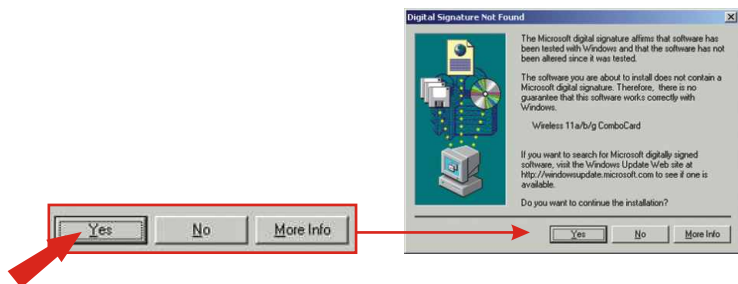 Digital Signature Not Found
The Microsoft digital signature affirms that software has
been tested with Windows and that the software has not
been altered since it was tested.
The software you are about to install does not contain a
Microsoft digital signature. Therefore, there is no
guarantee that this software works correctly with
Windows.
Wireless 11a/b/g ComboCard
If you want to search for Microsoft digitally signed
software, visit the Windows Update Web site at
http://windowsupdate.microsoft.com to see if one is
available.
Do you want to continue the installation?
Yes No More Info
Yes No More Info